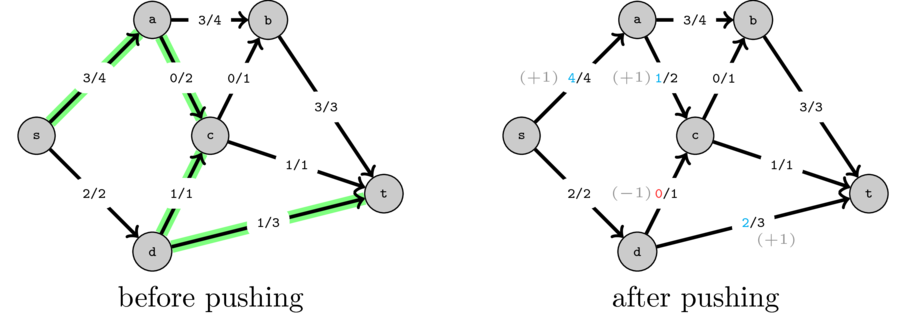 a 3/4 b
3/4 0/2 0/1
3/3
s c
1/1
2/2 1/1 t
1/3
d
before pushing
a 3/4 b
(+1) 4/4 (+1) 1/2 0/1
3/3
s c
1/1
2/2 (−1) 0/1 t
2/3
(+1)
d
after pushing